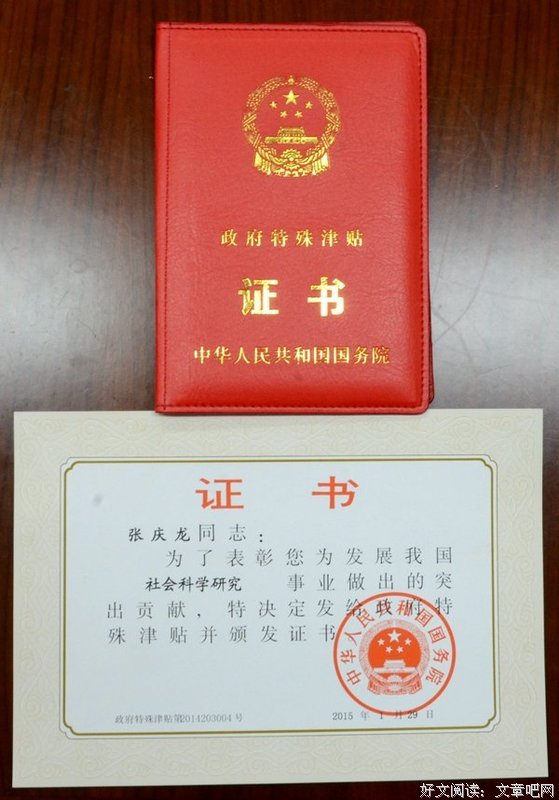 政府特殊津贴
证书
中华人民共和国国务院
证 书
张庆龙同志：
为了表彰您为发展我国
社会科学研究 事业做出的突
出贡献，特决定发给政府特
殊津贴并颁发证书
中华人民共和国国务院
政府特殊津贴第2014203004号
2015 年 1 月 29 日
好文阅读：文章吧网